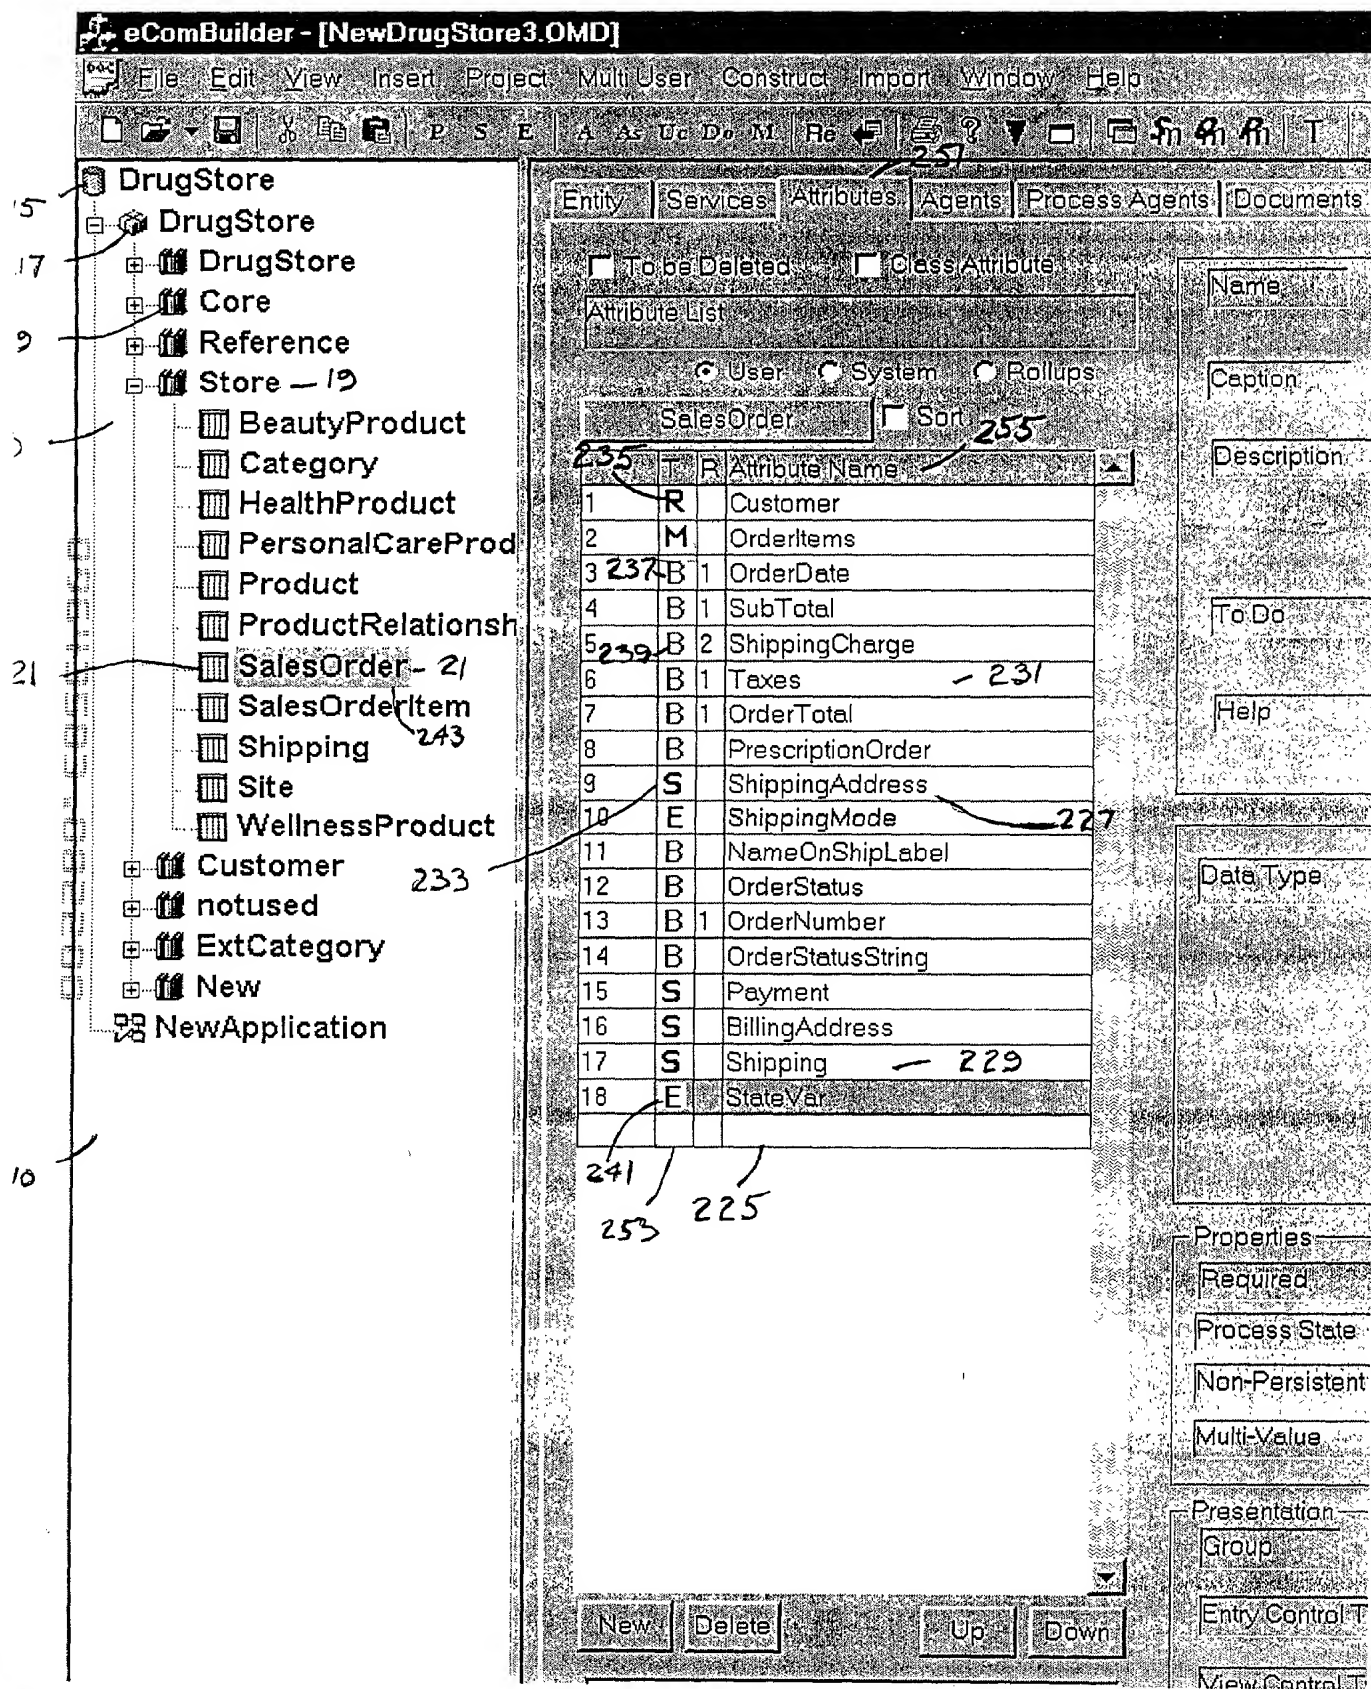 eComBuilder - [NewDrugStore3.OMD]
File Edit View Insert Project Multi User Construct Import Window Help
P S E A As Uc Do M Re T
251
DrugStore
15
DrugStore
17
DrugStore
Core
9
Reference
Store - 19
BeautyProduct
Category
HealthProduct
PersonalCareProd
Product
ProductRelationsh
21 SalesOrder - 21
SalesOrderItem
243
Shipping
Site
WellnessProduct
Customer
233
notused
ExtCategory
New
NewApplication
10
Entity Services Attributes Agents Process Agents Documents
To be Deleted Class Attribute
Attribute List
User System Rollups
SalesOrder Sort
255
235 T R Attribute Name
1 R Customer
2 M OrderItems
3 237 B 1 OrderDate
4 B 1 SubTotal
5 239 B 2 ShippingCharge
6 B 1 Taxes - 231
7 B 1 OrderTotal
8 B PrescriptionOrder
9 S ShippingAddress
10 E ShippingMode 227
11 B NameOnShipLabel
12 B OrderStatus
13 B 1 OrderNumber
14 B OrderStatusString
15 S Payment
16 S BillingAddress
17 S Shipping - 229
18 E StateVar
241
253
225
New Delete Up Down
Name
Caption
Description
To Do
Help
Data Type
Properties
Required
Process State
Non-Persistent
Multi-Value
Presentation
Group
Entry Control T
View Control T